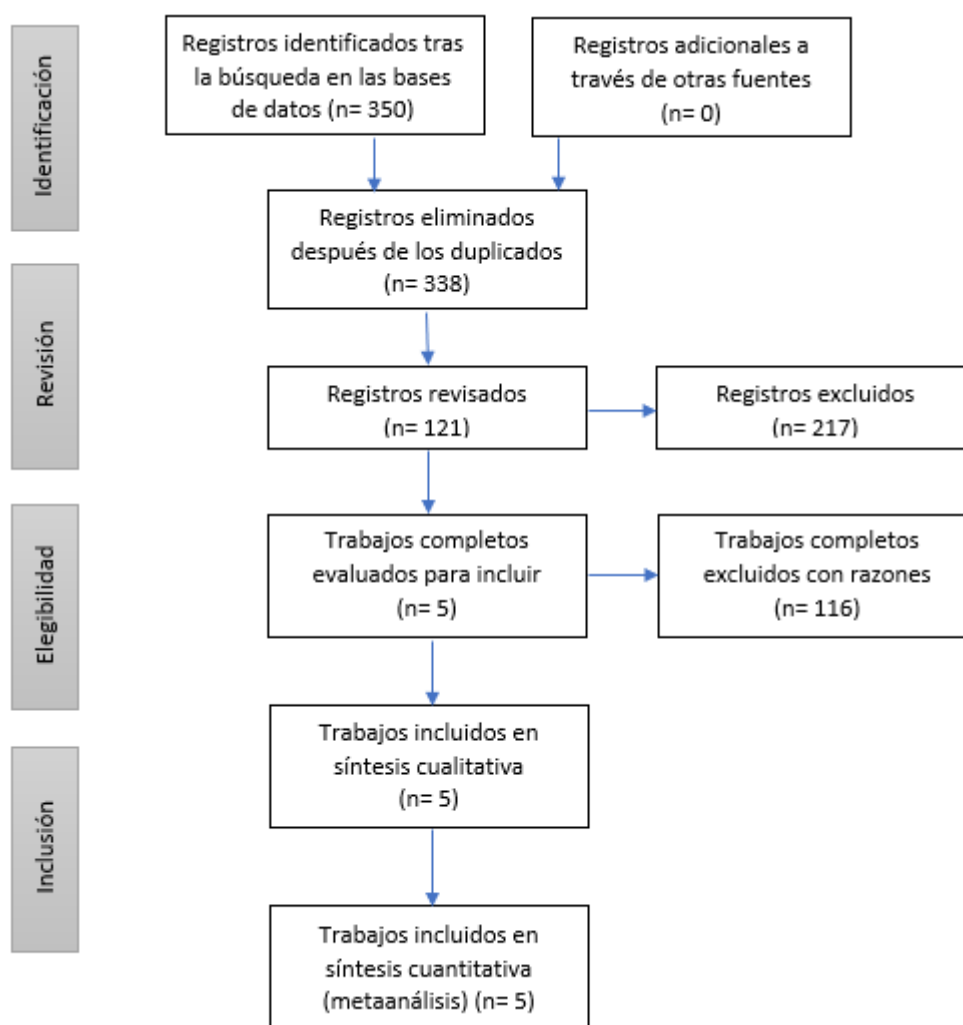 Identificación
Registros identificados tras
la búsqueda en las bases
de datos (n= 350)
Registros adicionales a
través de otras fuentes
(n= 0)
Registros eliminados
después de los duplicados
(n= 338)
Revisión
Registros revisados
(n= 121)
Registros excluidos
(n= 217)
Elegibilidad
Trabajos completos
evaluados para incluir
(n= 5)
Trabajos completos
excluidos con razones
(n= 116)
Inclusión
Trabajos incluidos en
síntesis cualitativa
(n= 5)
Trabajos incluidos en
síntesis cuantitativa
(metaanálisis) (n= 5)